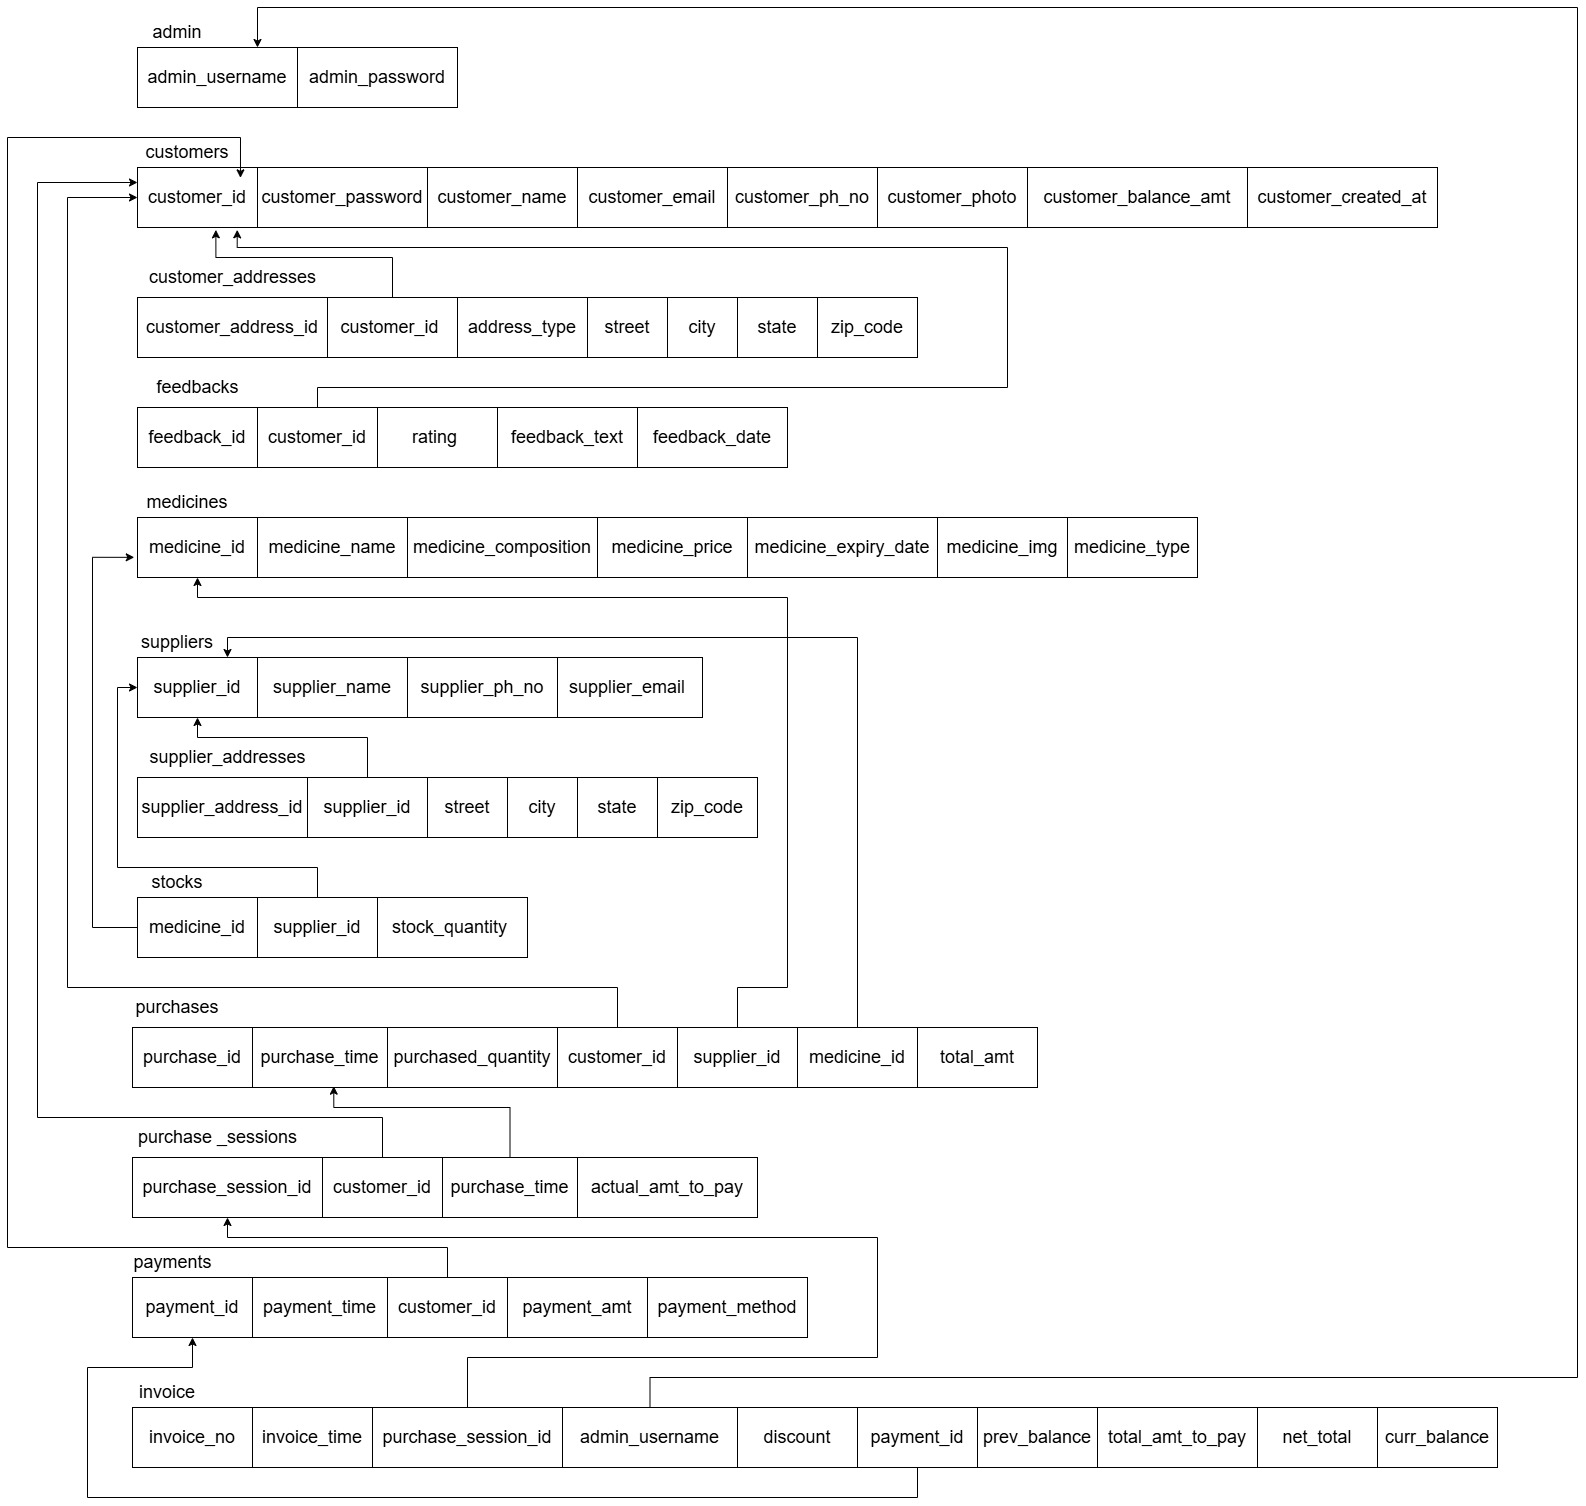 admin
admin_username admin_password
customers
customer_id customer_password customer_name customer_email customer_ph_no customer_photo customer_balance_amt customer_created_at
customer_addresses
customer_address_id customer_id address_type street city state zip_code
feedbacks
feedback_id customer_id rating feedback_text feedback_date
medicines
medicine_id medicine_name medicine_composition medicine_price medicine_expiry_date medicine_img medicine_type
suppliers
supplier_id supplier_name supplier_ph_no supplier_email
supplier_addresses
supplier_address_id supplier_id street city state zip_code
stocks
medicine_id supplier_id stock_quantity
purchases
purchase_id purchase_time purchased_quantity customer_id supplier_id medicine_id total_amt
purchase _sessions
purchase_session_id customer_id purchase_time actual_amt_to_pay
payments
payment_id payment_time customer_id payment_amt payment_method
invoice
invoice_no invoice_time purchase_session_id admin_username discount payment_id prev_balance total_amt_to_pay net_total curr_balance